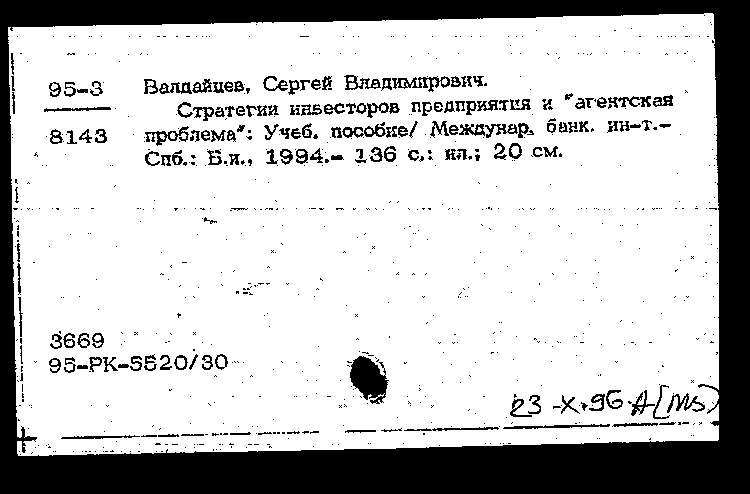 95-3 Валдайцев, Сергей Владимирович.
Стратегии инвесторов предприятия и "агентская
8143 проблема": Учеб. пособие/ Междунар. банк. ин-т.-
Спб.: Б.и., 1994.- 136 с.: ил.; 20 см.
3669
95-РК-5520/30
23-X-96 A